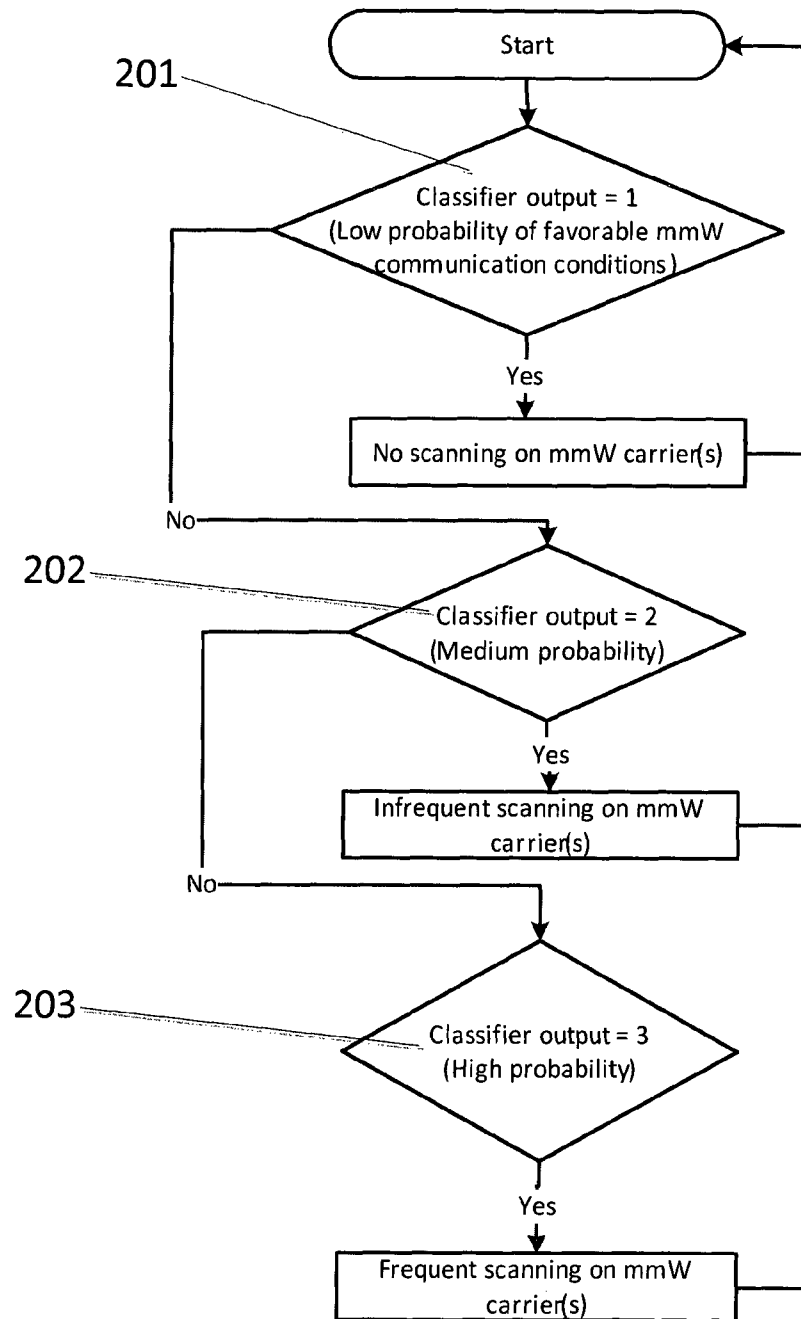 Start
201
Classifier output = 1
(Low probability of favorable mmW
communication conditions)
Yes
No scanning on mmW carrier(s)
No
202
Classifier output = 2
(Medium probability)
Yes
Infrequent scanning on mmW
carrier(s)
No
203
Classifier output = 3
(High probability)
Yes
Frequent scanning on mmW
carrier(s)